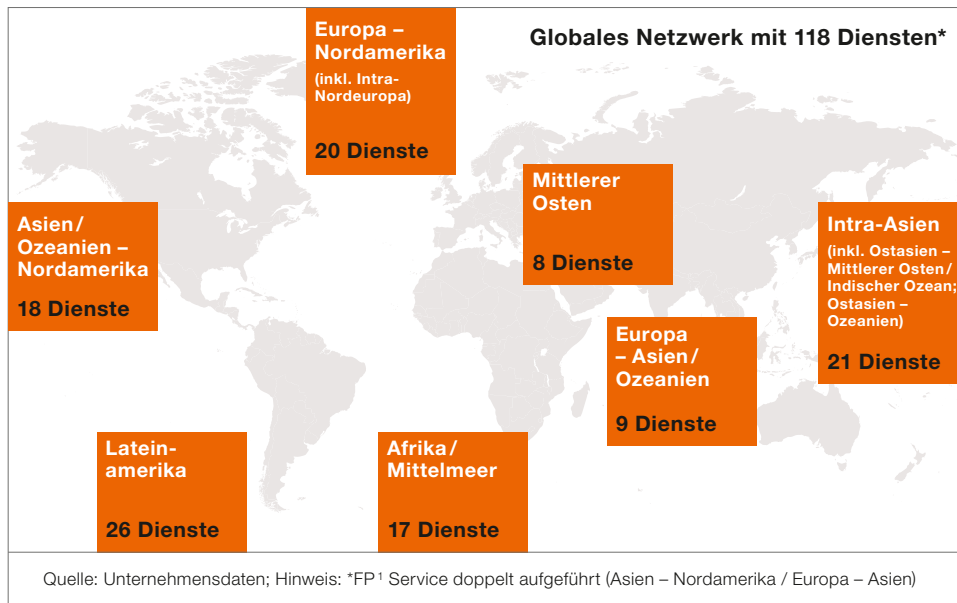 Globales Netzwerk mit 118 Diensten*
Europa –
Nordamerika
(inkl. Intra-
Nordeuropa)
20 Dienste
Mittlerer
Osten
8 Dienste
Asien /
Ozeanien –
Nordamerika
18 Dienste
Intra-Asien
(inkl. Ostasien –
Mittlerer Osten /
Indischer Ozean;
Ostasien –
Ozeanien)
21 Dienste
Europa
– Asien /
Ozeanien
9 Dienste
Latein-
amerika
26 Dienste
Afrika /
Mittelmeer
17 Dienste
Quelle: Unternehmensdaten; Hinweis: *FP¹ Service doppelt aufgeführt (Asien – Nordamerika / Europa – Asien)